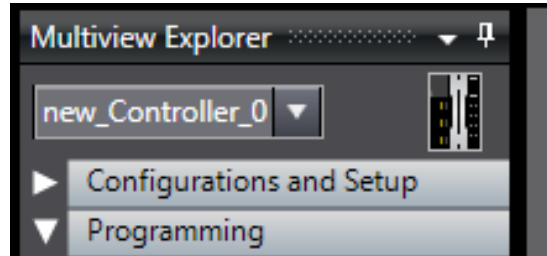 Multiview Explorer
new_Controller_0
Configurations and Setup
Programming